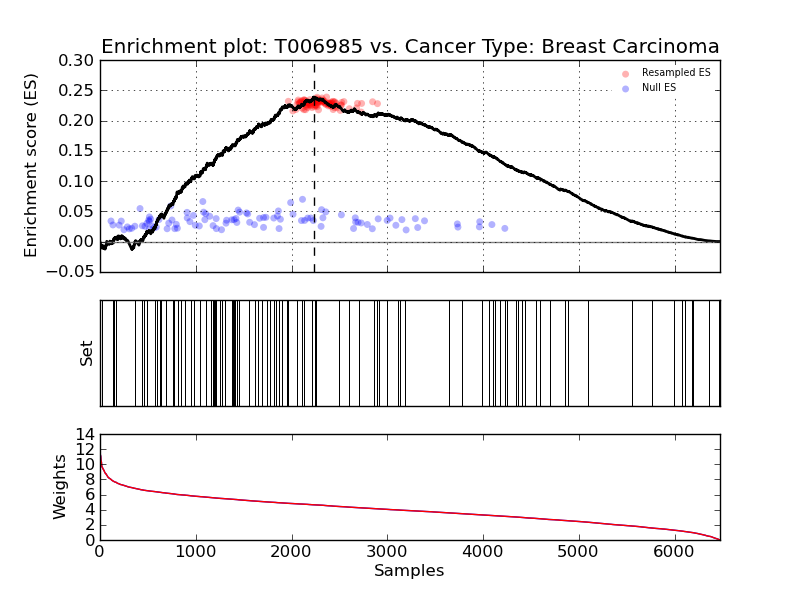 Enrichment plot: T006985 vs. Cancer Type: Breast Carcinoma
Enrichment score (ES)
0.30
0.25
0.20
0.15
0.10
0.05
0.00
−0.05
Resampled ES
Null ES
Set
Weights
14
12
10
8
6
4
2
0
0 1000 2000 3000 4000 5000 6000
Samples